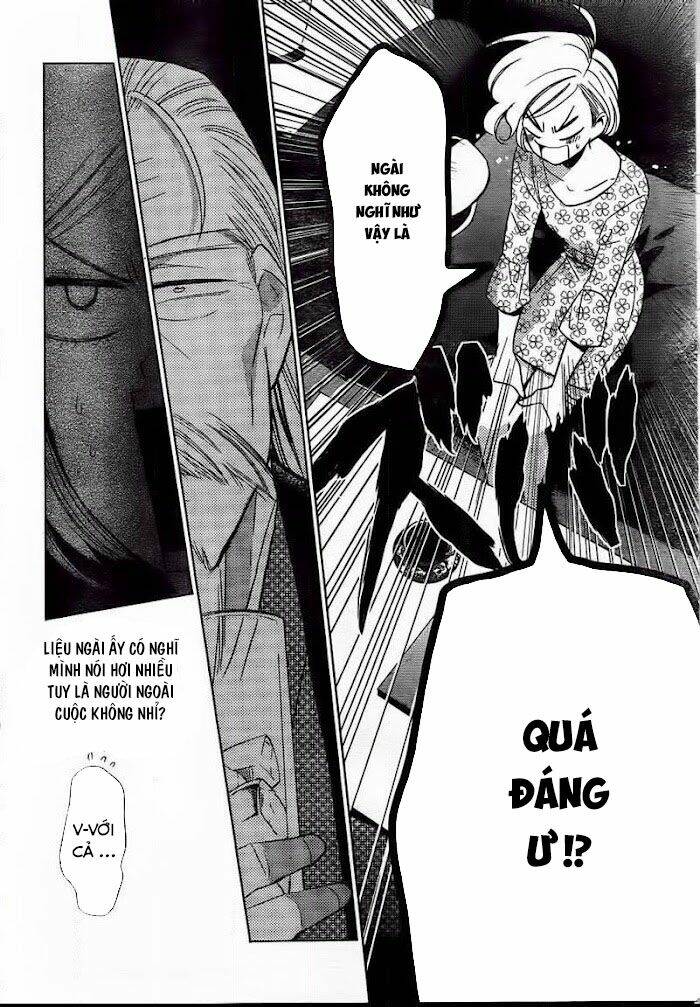 NGÀI
KHÔNG
NGHĨ NHƯ
VẬY LÀ
QUÁ
ĐÁNG
Ư!?
LIỆU NGÀI ẤY CÓ NGHĨ
MÌNH NÓI HƠI NHIỀU
TUY LÀ NGƯỜI NGOÀI
CUỘC KHÔNG NHỈ?
V-VỚI
CẢ ...